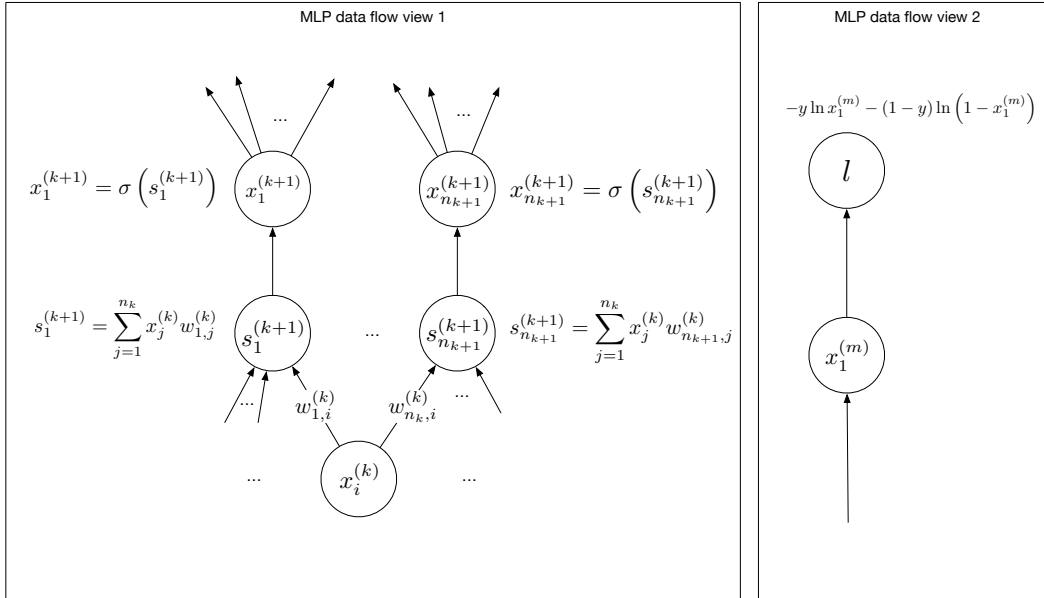 MLP data flow view 1
...
...
x_1^{(k+1)} = σ(s_1^{(k+1)})
x_1^{(k+1)}
x_{n_{k+1}}^{(k+1)}
x_{n_{k+1}}^{(k+1)} = σ(s_{n_{k+1}}^{(k+1)})
s_1^{(k+1)} = \sum_{j=1}^{n_k} x_j^{(k)} w_{1,j}^{(k)}
s_1^{(k+1)}
...
s_{n_{k+1}}^{(k+1)}
s_{n_{k+1}}^{(k+1)} = \sum_{j=1}^{n_k} x_j^{(k)} w_{n_{k+1},j}^{(k)}
...
w_{1,i}^{(k)}
w_{n_k,i}^{(k)}
...
...
x_i^{(k)}
...
MLP data flow view 2
-y ln x_1^{(m)} - (1 - y) ln(1 - x_1^{(m)})
l
x_1^{(m)}